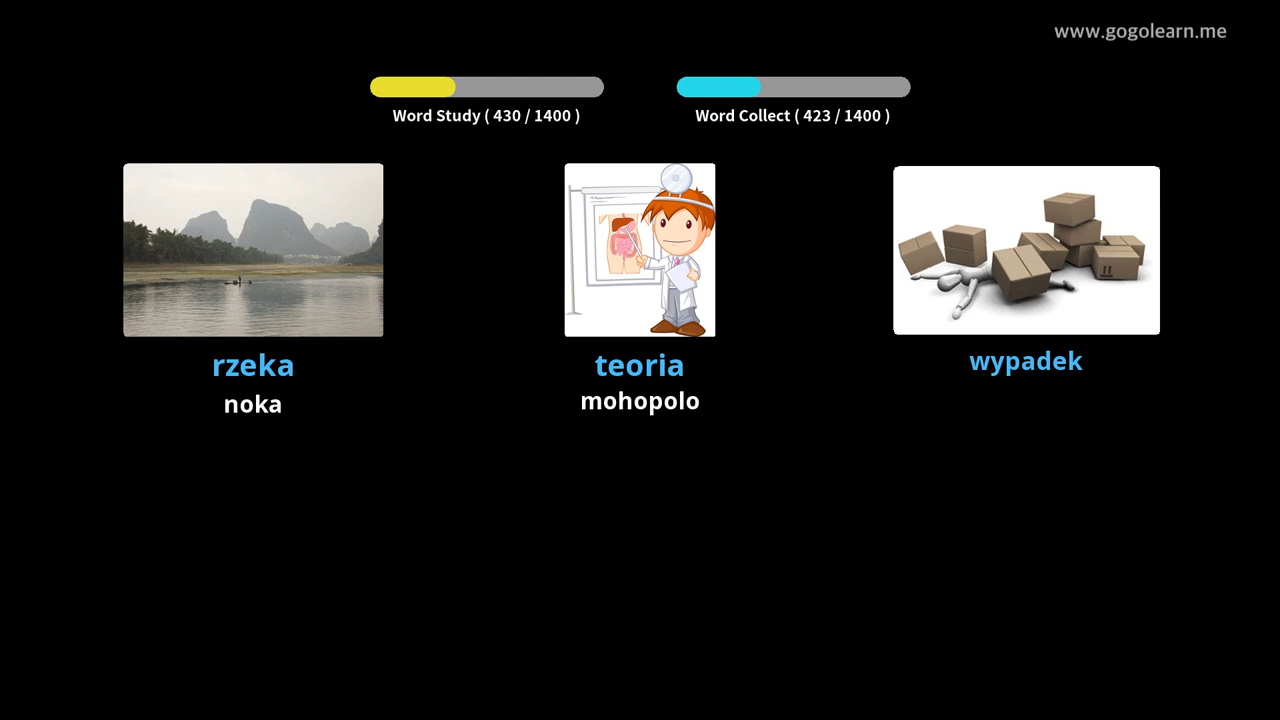 www.gogolearn.me
Word Study ( 430 / 1400 )
Word Collect ( 423 / 1400 )
rzeka
noka
teoria
mohopolo
wypadek